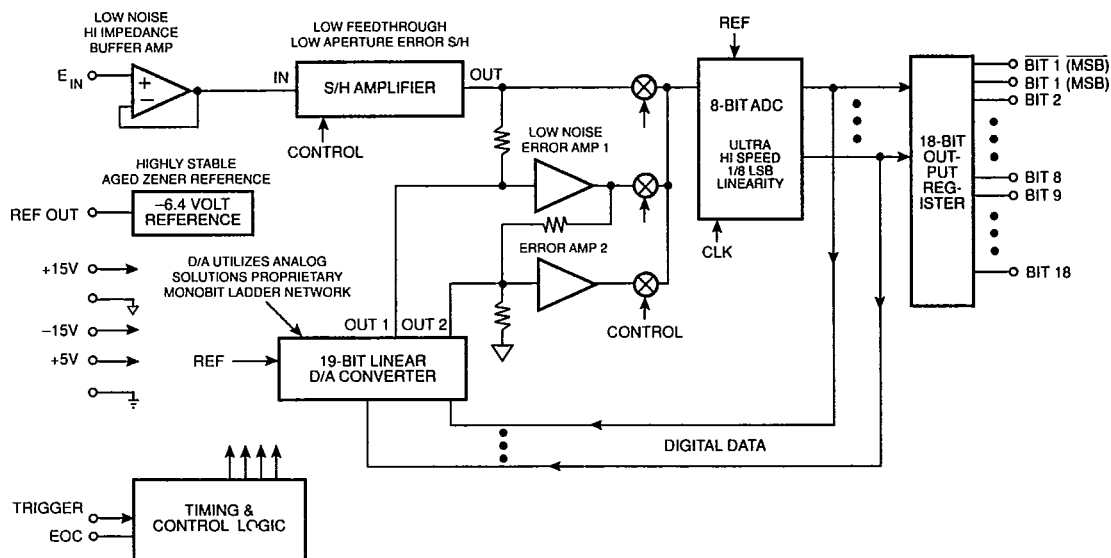 LOW NOISE
HI IMPEDANCE
BUFFER AMP
E IN
+
−
LOW FEEDTHROUGH
LOW APERTURE ERROR S/H
IN
S/H AMPLIFIER
OUT
CONTROL
HIGHLY STABLE
AGED ZENER REFERENCE
REF OUT
−6.4 VOLT
REFERENCE
+15V
−15V
+5V
D/A UTILIZES ANALOG
SOLUTIONS PROPRIETARY
MONOBIT LADDER NETWORK
OUT 1
OUT 2
REF
19-BIT LINEAR
D/A CONVERTER
LOW NOISE
ERROR AMP 1
ERROR AMP 2
CONTROL
REF
8-BIT ADC
ULTRA
HI SPEED
1/8 LSB
LINEARITY
CLK
DIGITAL DATA
18-BIT
OUT-
PUT
REG-
ISTER
BIT 1 (MSB)
BIT 1 (MSB)
BIT 2
BIT 8
BIT 9
BIT 18
TRIGGER
EOC
TIMING &
CONTROL LOGIC